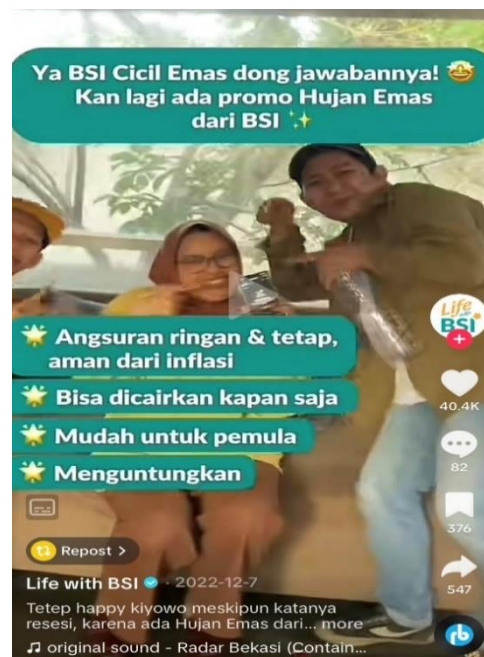 Ya BSI Cicil Emas dong jawabannya! 🤩
Kan lagi ada promo Hujan Emas
dari BSI ✨
🌟 Angsuran ringan & tetap,
aman dari inflasi
🌟 Bisa dicairkan kapan saja
🌟 Mudah untuk pemula
🌟 Menguntungkan
Life
BSI
40.4K
82
376
547
Repost >
Life with BSI · 2022-12-7
Tetep happy kiyowo meskipun katanya
resesi, karena ada Hujan Emas dari... more
♫ original sound - Radar Bekasi (Contain...
rb